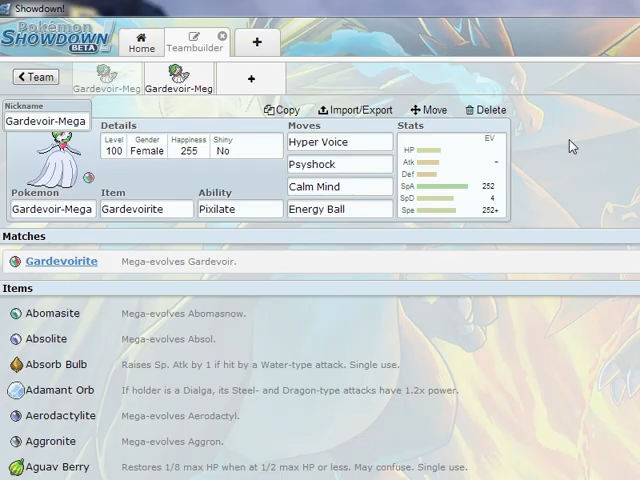 Showdown!
Pokémon
SHOWDOWN
BETA
Home
Teambuilder
+
< Team
Gardevoir-Meg
Gardevoir-Meg
+
Nickname
Gardevoir-Mega
Copy Import/Export Move Delete
Details
Level Gender Happiness Shiny
100 Female 255 No
Moves
Hyper Voice
Psyshock
Calm Mind
Energy Ball
Stats
EV
HP
Atk -
Def
SpA 252
SpD 4
Spe 252+
Pokemon Item Ability
Gardevoir-Mega Gardevoirite Pixilate
Matches
Gardevoirite Mega-evolves Gardevoir.
Items
Abomasite Mega-evolves Abomasnow.
Absolite Mega-evolves Absol.
Absorb Bulb Raises Sp. Atk by 1 if hit by a Water-type attack. Single use.
Adamant Orb If holder is a Dialga, its Steel- and Dragon-type attacks have 1.2x power.
Aerodactylite Mega-evolves Aerodactyl.
Aggronite Mega-evolves Aggron.
Aguav Berry Restores 1/8 max HP when at 1/2 max HP or less. May confuse. Single use.